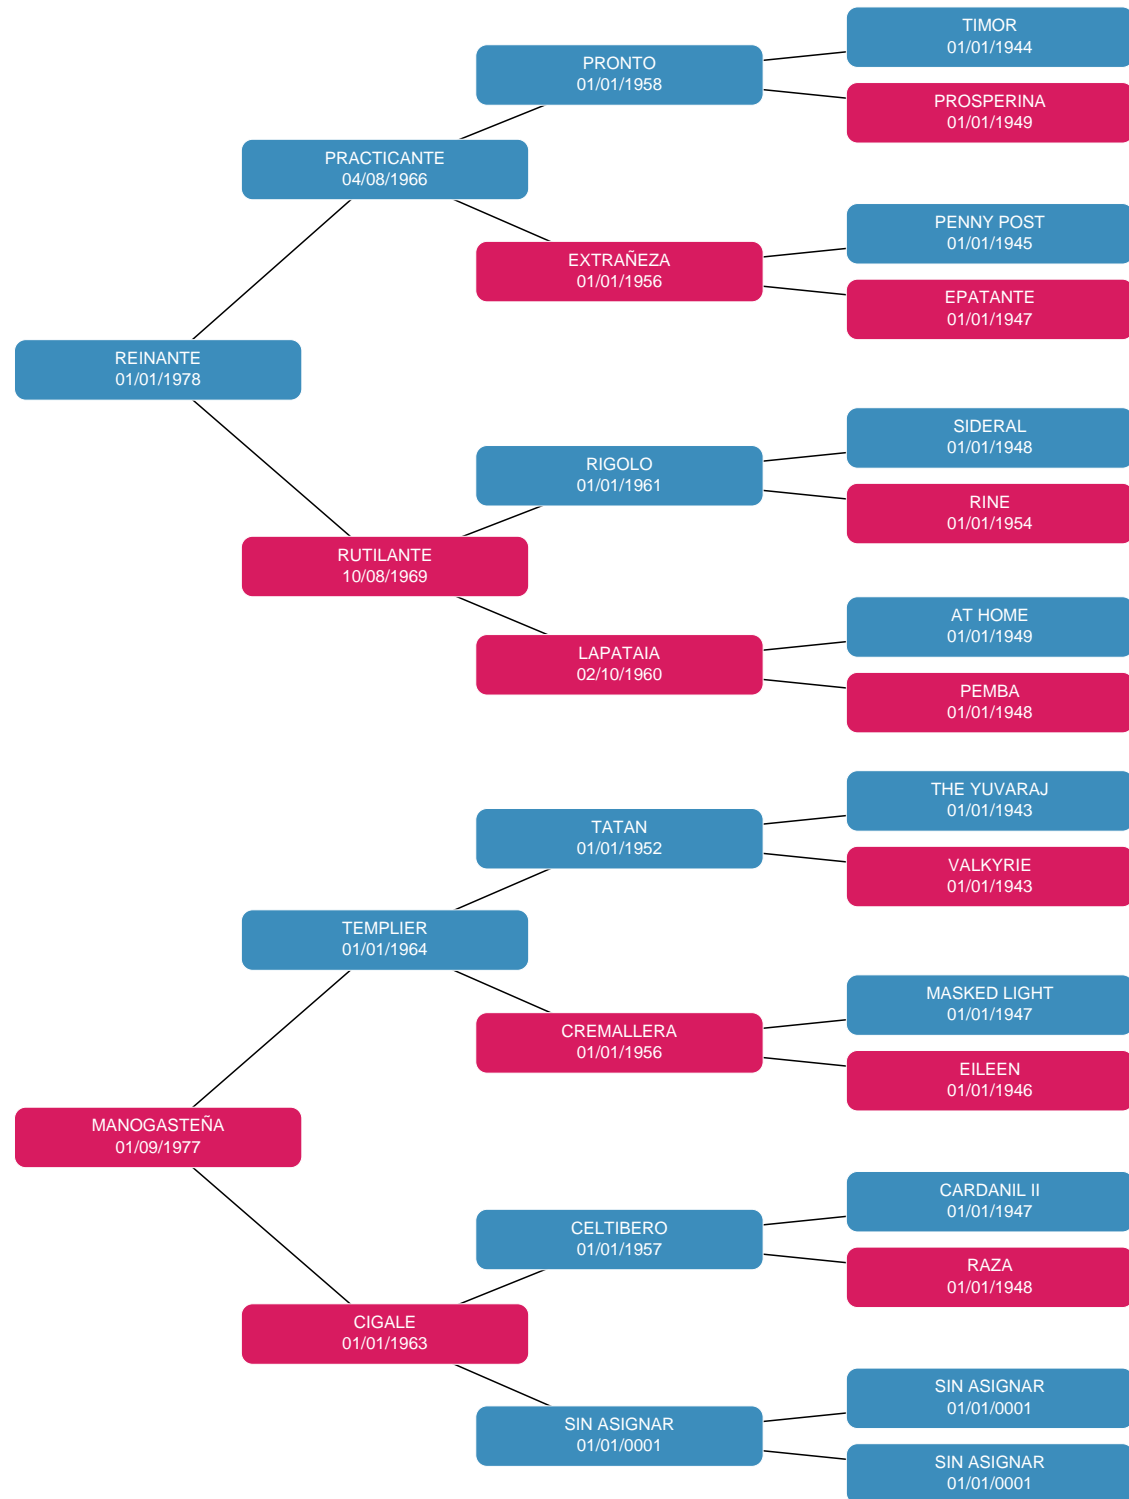 TIMOR
01/01/1944
PRONTO
01/01/1958
PROSPERINA
01/01/1949
PRACTICANTE
04/08/1966
PENNY POST
01/01/1945
EXTRAÑEZA
01/01/1956
EPATANTE
01/01/1947
REINANTE
01/01/1978
SIDERAL
01/01/1948
RIGOLO
01/01/1961
RINE
01/01/1954
RUTILANTE
10/08/1969
AT HOME
01/01/1949
LAPATAIA
02/10/1960
PEMBA
01/01/1948
THE YUVARAJ
01/01/1943
TATAN
01/01/1952
VALKYRIE
01/01/1943
TEMPLIER
01/01/1964
MASKED LIGHT
01/01/1947
CREMALLERA
01/01/1956
EILEEN
01/01/1946
MANOGASTEÑA
01/09/1977
CARDANIL II
01/01/1947
CELTIBERO
01/01/1957
RAZA
01/01/1948
CIGALE
01/01/1963
SIN ASIGNAR
01/01/0001
SIN ASIGNAR
01/01/0001
SIN ASIGNAR
01/01/0001